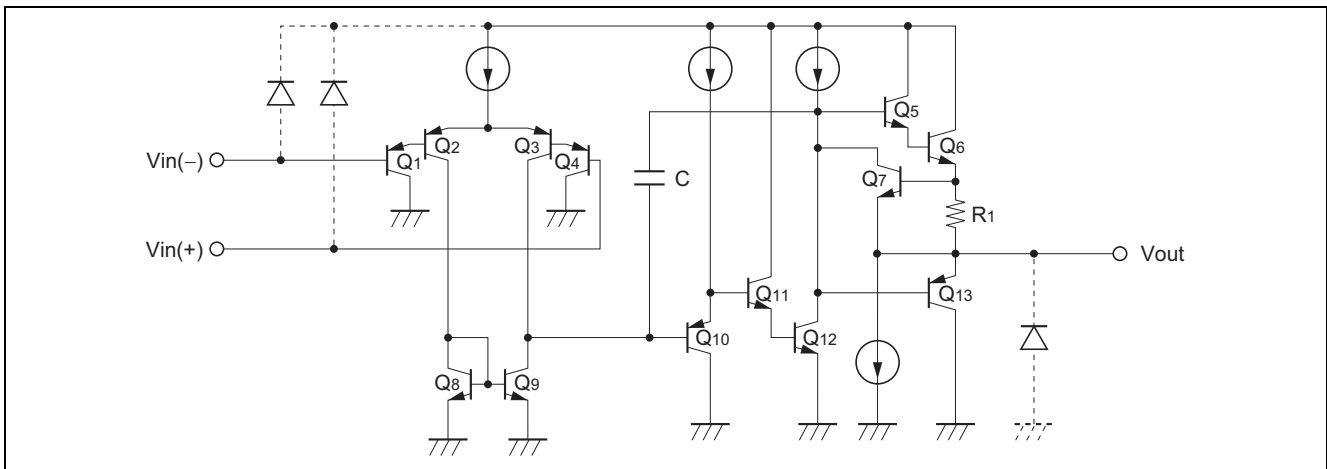 Q5
Q2
Q3
Q6
Vin(−)
Q1
Q4
Q7
C
R1
Vin(+)
Vout
Q11
Q13
Q10
Q12
Q8
Q9